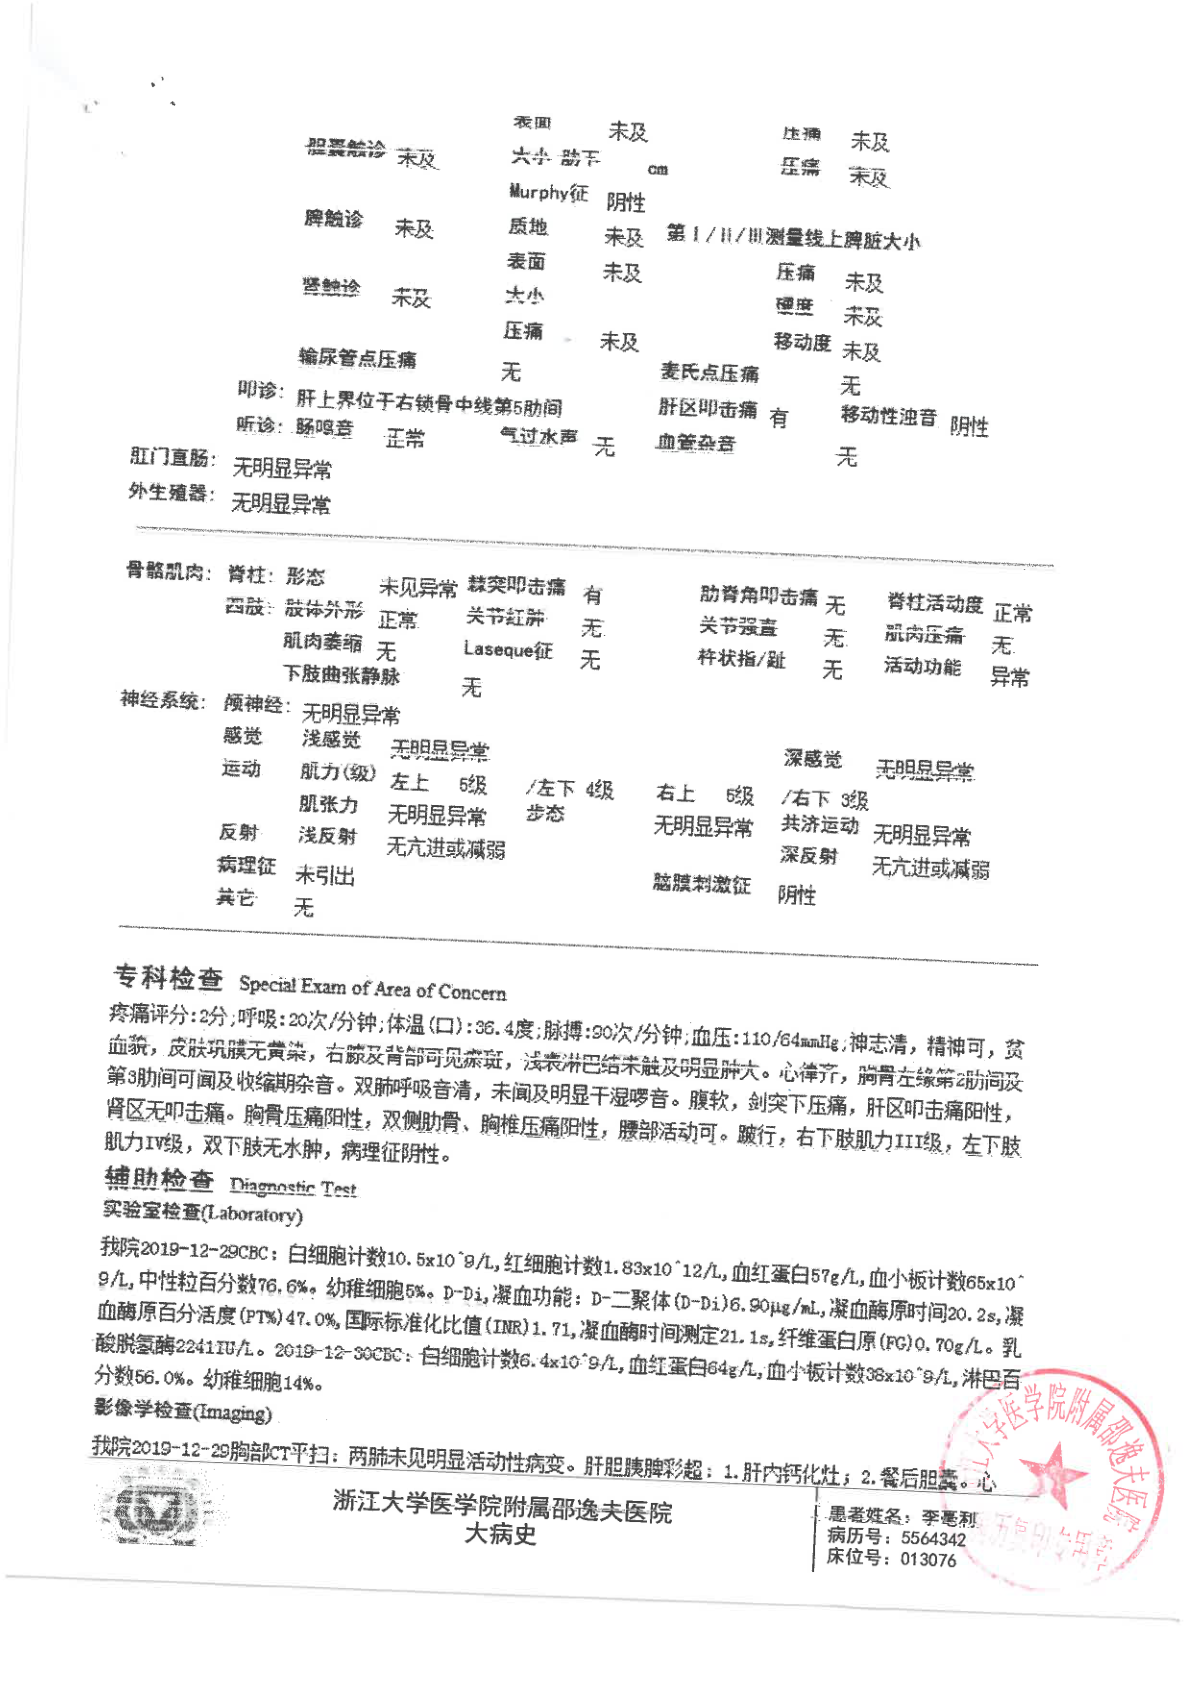 表面 未及 压痛 未及
胆囊触诊 未及 大小 肋下 cm 压痛 未及
Murphy征 阴性
脾触诊 未及 质地 未及 第Ⅰ/Ⅱ/Ⅲ测量线上脾脏大小
表面 未及 压痛 未及
肾触诊 未及 大小 硬度 未及
压痛 未及 移动度 未及
输尿管点压痛 无 麦氏点压痛 无
叩诊: 肝上界位于右锁骨中线第5肋间 肝区叩击痛 有 移动性浊音 阴性
听诊: 肠鸣音 正常 气过水声 无 血管杂音 无
肛门直肠: 无明显异常
外生殖器: 无明显异常
骨骼肌肉: 脊柱: 形态 未见异常 棘突叩击痛 有 肋脊角叩击痛 无 脊柱活动度 正常
四肢: 肢体外形 正常 关节红肿 无 关节强直 无 肌肉压痛 无
肌肉萎缩 无 Laseque征 无 杵状指/趾 无 活动功能 异常
下肢曲张静脉 无
神经系统: 颅神经: 无明显异常
感觉 浅感觉 无明显异常 深感觉 无明显异常
运动 肌力(级) 左上 5级 /左下 4级 右上 5级 /右下 3级
肌张力 无明显异常 步态 无明显异常 共济运动 无明显异常
反射 浅反射 无亢进或减弱 深反射 无亢进或减弱
病理征 未引出 脑膜刺激征 阴性
其它 无
专科检查 Special Exam of Area of Concern
疼痛评分:2分;呼吸:20次/分钟;体温(口):36.4度;脉搏:90次/分钟;血压:110/64mmHg;神志清，精神可，贫
血貌，皮肤巩膜无黄染，右膝及背部可见瘀斑，浅表淋巴结未触及明显肿大。心律齐，胸骨左缘第2肋间及
第3肋间可闻及收缩期杂音。双肺呼吸音清，未闻及明显干湿啰音。腹软，剑突下压痛，肝区叩击痛阳性，
肾区无叩击痛。胸骨压痛阳性，双侧肋骨、胸椎压痛阳性，腰部活动可。跛行，右下肢肌力III级，左下肢
肌力IV级，双下肢无水肿，病理征阴性。
辅助检查 Diagnostic Test
实验室检查(Laboratory)
我院2019-12-29CBC: 白细胞计数10.5x10^9/L,红细胞计数1.83x10^12/L,血红蛋白57g/L,血小板计数65x10^
9/L,中性粒百分数76.6%。幼稚细胞5%。D-Di,凝血功能: D-二聚体(D-Di)6.90μg/mL,凝血酶原时间20.2s,凝
血酶原百分活度(PT%)47.0%,国际标准化比值(INR)1.71,凝血酶时间测定21.1s,纤维蛋白原(FG)0.70g/L。乳
酸脱氢酶2241IU/L。2019-12-30CBC: 白细胞计数6.4x10^9/L,血红蛋白64g/L,血小板计数38x10^9/L,淋巴百
分数56.0%。幼稚细胞14%。
影像学检查(Imaging)
我院2019-12-29胸部CT平扫: 两肺未见明显活动性病变。肝胆胰脾彩超: 1.肝内钙化灶; 2.餐后胆囊。心
浙江大学医学院附属邵逸夫医院
大病史
患者姓名: 李亳利
病历号: 5564342
床位号: 013076
江大学医学院附属邵逸夫医院